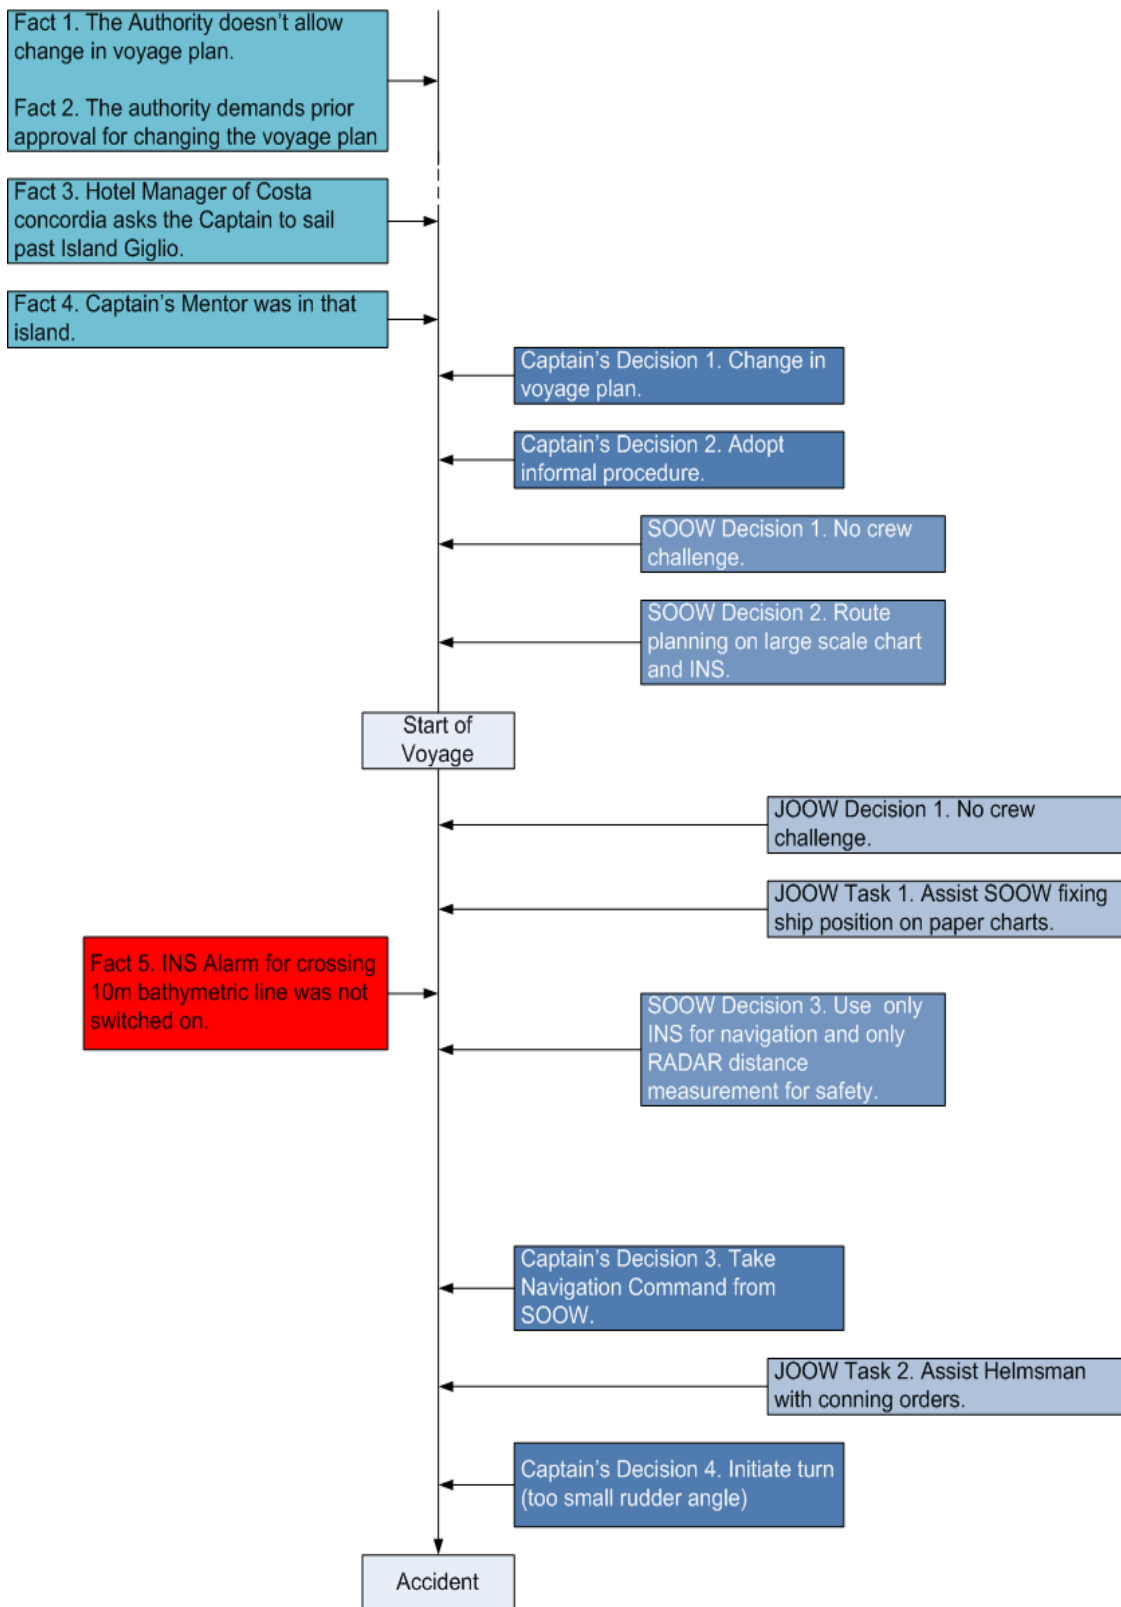 Fact 1. The Authority doesn't allow
change in voyage plan.
Fact 2. The authority demands prior
approval for changing the voyage plan
Fact 3. Hotel Manager of Costa
concordia asks the Captain to sail
past Island Giglio.
Fact 4. Captain's Mentor was in that
island.
Captain's Decision 1. Change in
voyage plan.
Captain's Decision 2. Adopt
informal procedure.
SOOW Decision 1. No crew
challenge.
SOOW Decision 2. Route
planning on large scale chart
and INS.
Start of
Voyage
JOOW Decision 1. No crew
challenge.
JOOW Task 1. Assist SOOW fixing
ship position on paper charts.
Fact 5. INS Alarm for crossing
10m bathymetric line was not
switched on.
SOOW Decision 3. Use only
INS for navigation and only
RADAR distance
measurement for safety.
Captain's Decision 3. Take
Navigation Command from
SOOW.
JOOW Task 2. Assist Helmsman
with conning orders.
Captain's Decision 4. Initiate turn
(too small rudder angle)
Accident